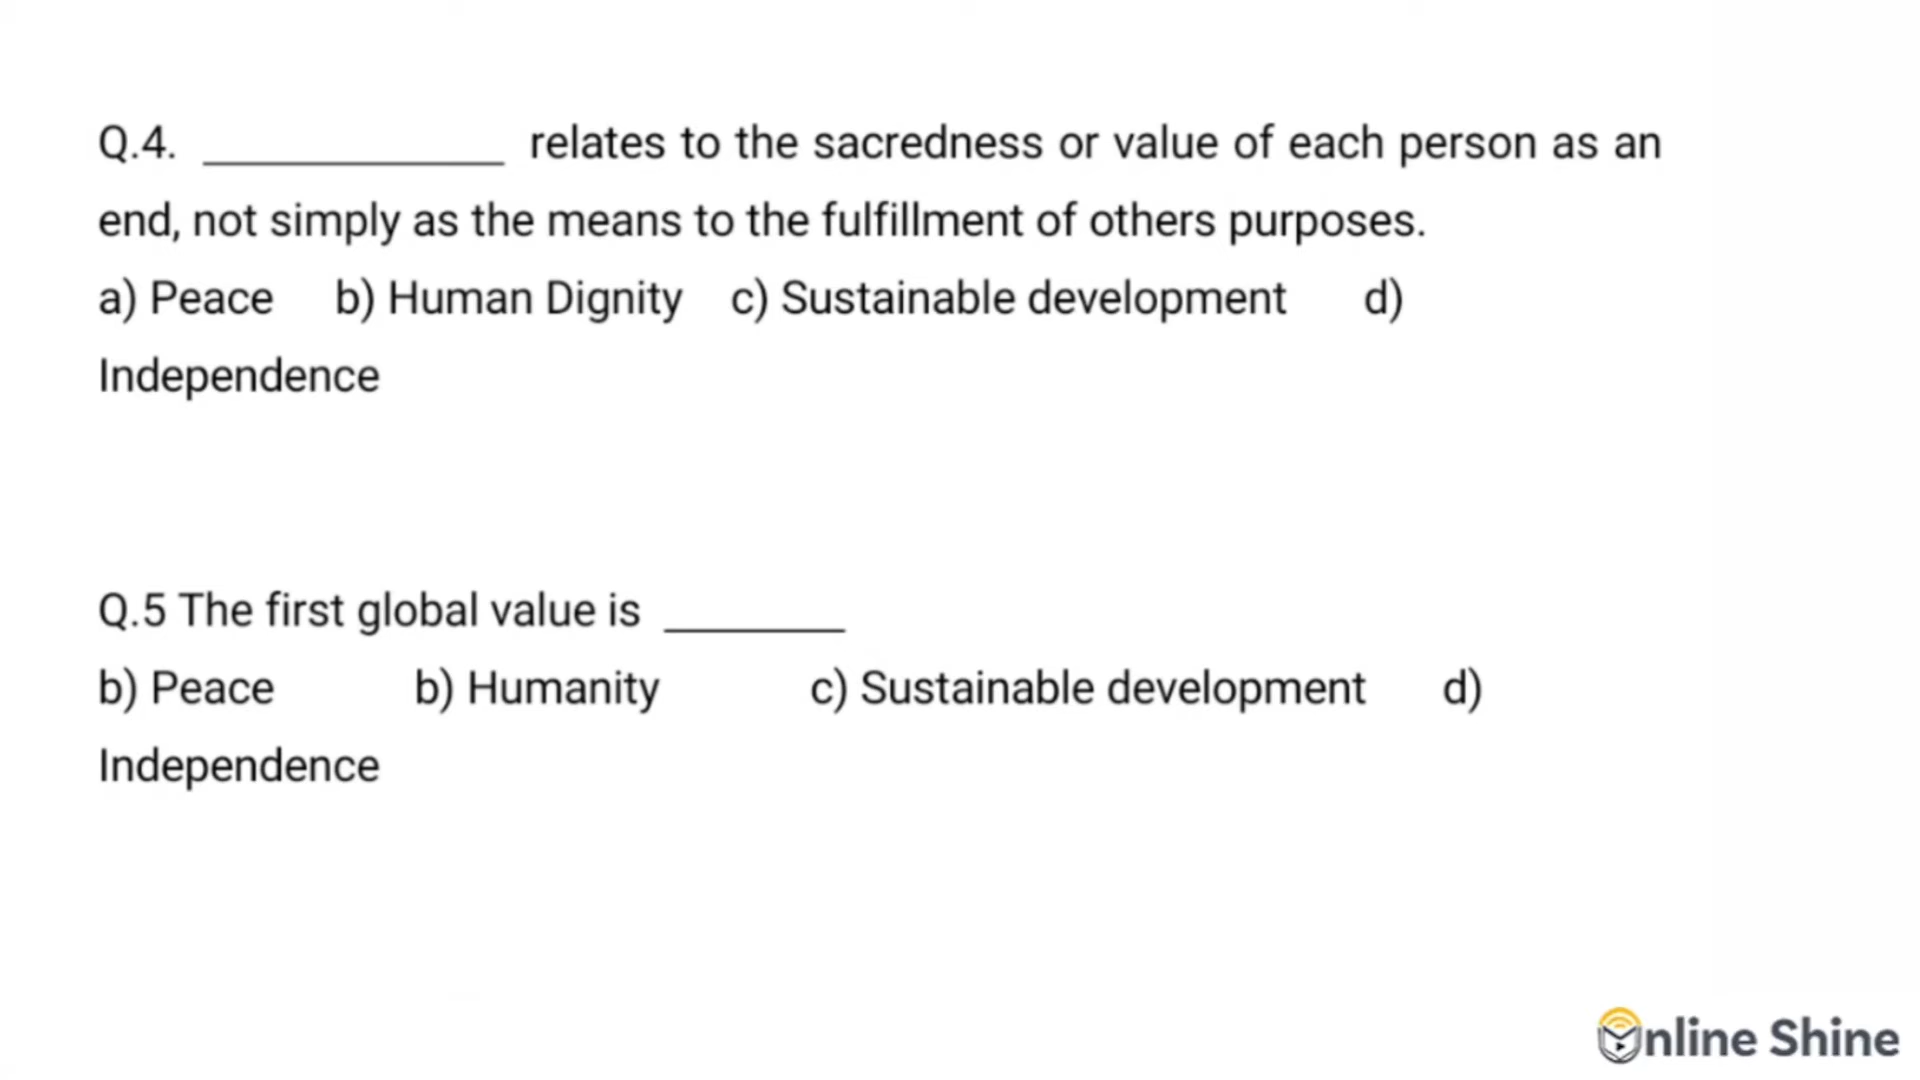 Q.4. ____________ relates to the sacredness or value of each person as an
end, not simply as the means to the fulfillment of others purposes.
a) Peace b) Human Dignity c) Sustainable development d)
Independence
Q.5 The first global value is ________
b) Peace b) Humanity c) Sustainable development d)
Independence
Online Shine